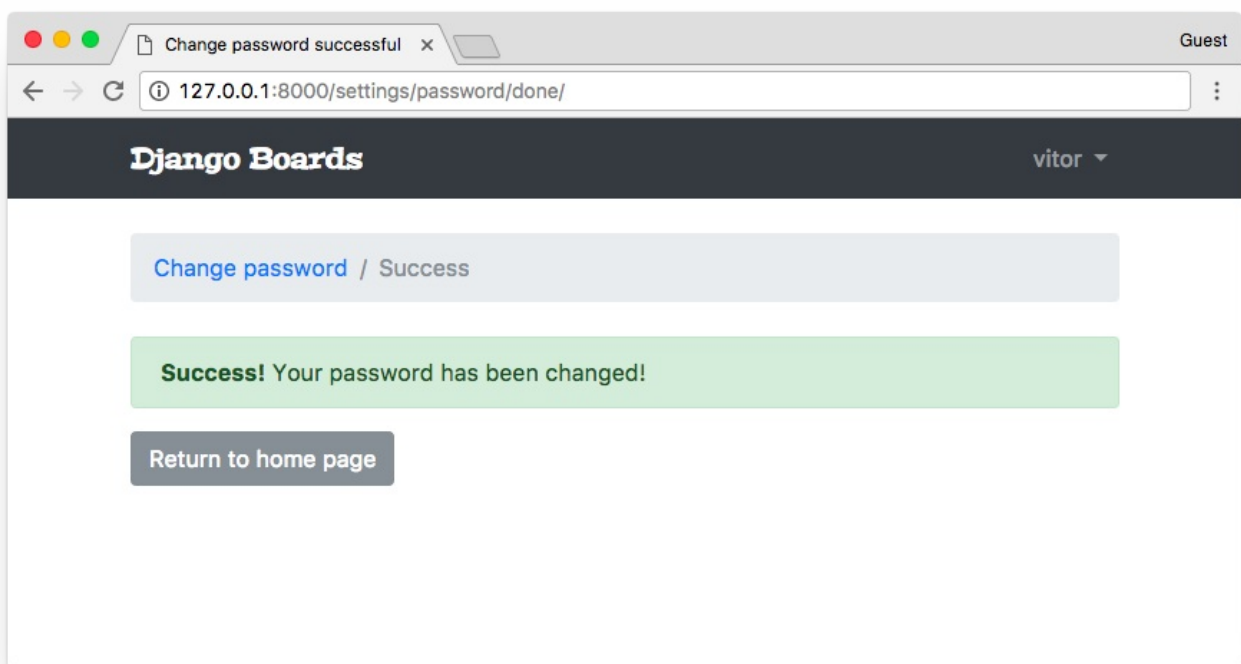 Change password successful
Guest
127.0.0.1:8000/settings/password/done/
Django Boards
vitor
Change password / Success
Success! Your password has been changed!
Return to home page